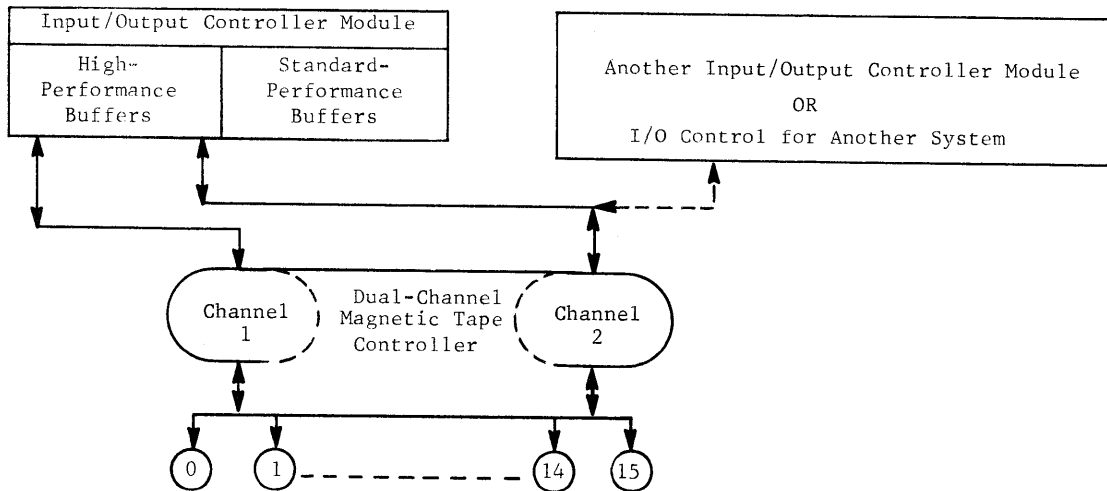 Input/Output Controller Module
High-
Performance
Buffers
Standard-
Performance
Buffers
Another Input/Output Controller Module
OR
I/O Control for Another System
Channel
1
Dual-Channel
Magnetic Tape
Controller
Channel
2
0
1
14
15